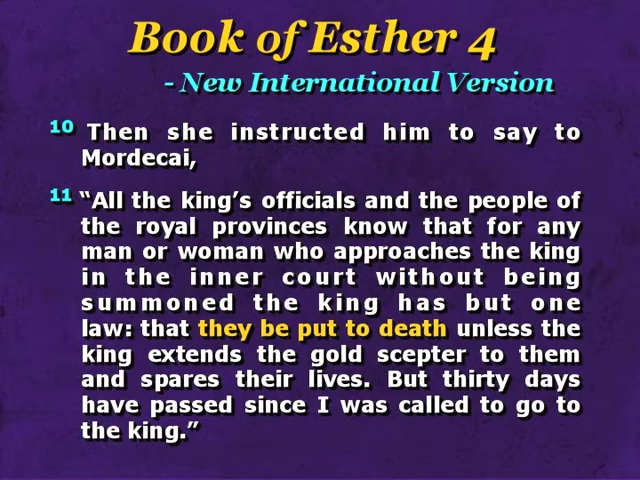 Book of Esther 4
- New International Version
10 Then she instructed him to say to
Mordecai,
11 “All the king’s officials and the people of
the royal provinces know that for any
man or woman who approaches the king
in the inner court without being
summoned the king has but one
law: that they be put to death unless the
king extends the gold scepter to them
and spares their lives. But thirty days
have passed since I was called to go to
the king.”